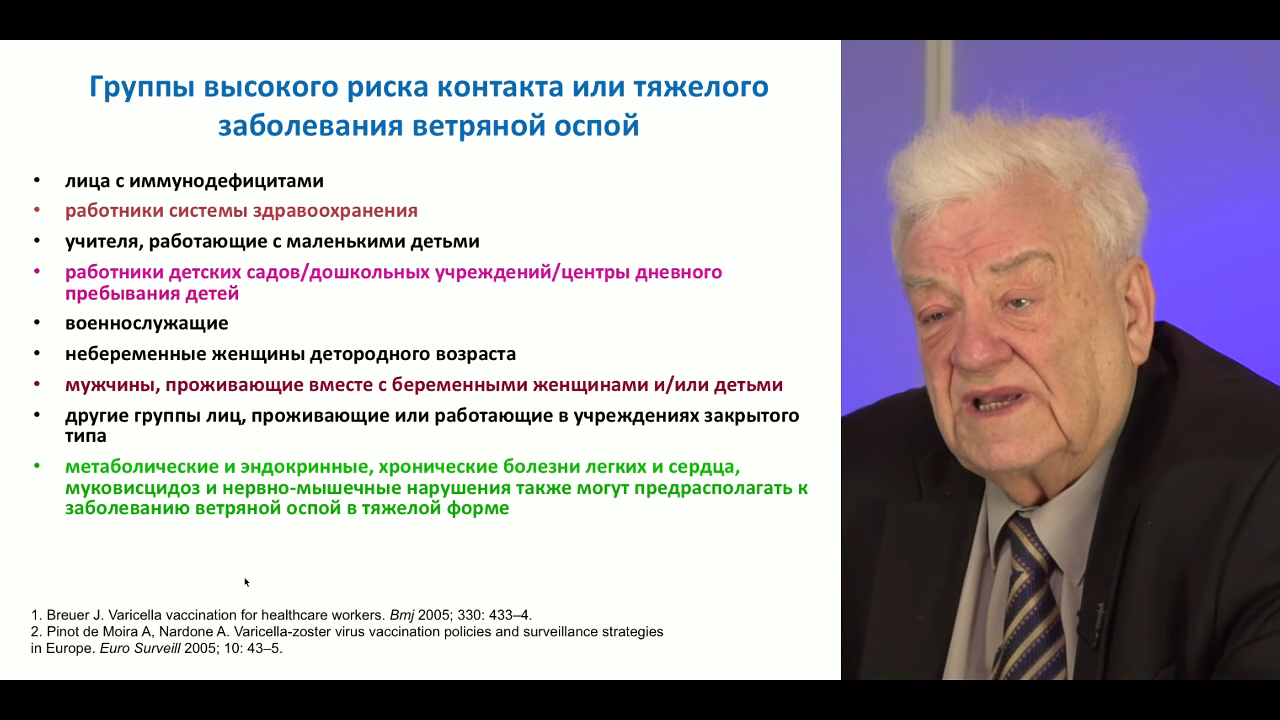 Группы высокого риска контакта или тяжелого
заболевания ветряной оспой
• лица с иммунодефицитами
• работники системы здравоохранения
• учителя, работающие с маленькими детьми
• работники детских садов/дошкольных учреждений/центры дневного
пребывания детей
• военнослужащие
• небеременные женщины детородного возраста
• мужчины, проживающие вместе с беременными женщинами и/или детьми
• другие группы лиц, проживающие или работающие в учреждениях закрытого
типа
• метаболические и эндокринные, хронические болезни легких и сердца,
муковисцидоз и нервно-мышечные нарушения также могут предрасполагать к
заболеванию ветряной оспой в тяжелой форме
1. Breuer J. Varicella vaccination for healthcare workers. Bmj 2005; 330: 433–4.
2. Pinot de Moira A, Nardone A. Varicella-zoster virus vaccination policies and surveillance strategies
in Europe. Euro Surveill 2005; 10: 43–5.